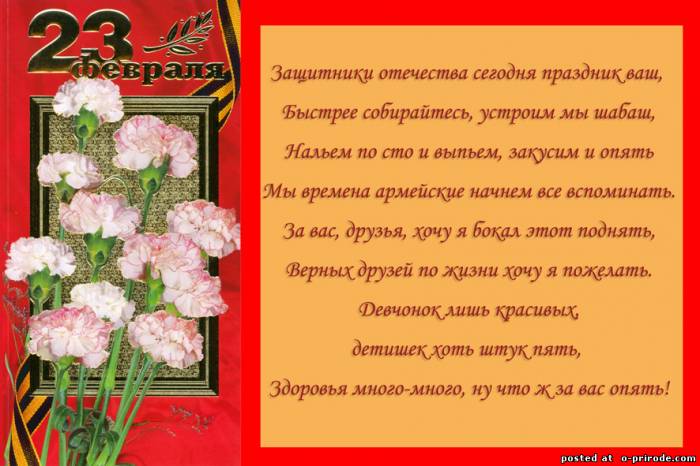 23
февраля
Защитники отечества сегодня праздник ваш,
Быстрее собирайтесь, устроим мы шабаш,
Нальем по сто и выпьем, закусим и опять
Мы времена армейские начнем все вспоминать.
За вас, друзья, хочу я бокал этот поднять,
Верных друзей по жизни хочу я пожелать.
Девчонок лишь красивых,
детишек хоть штук пять,
Здоровья много-много, ну что ж за вас опять!
posted at o-prirode.com